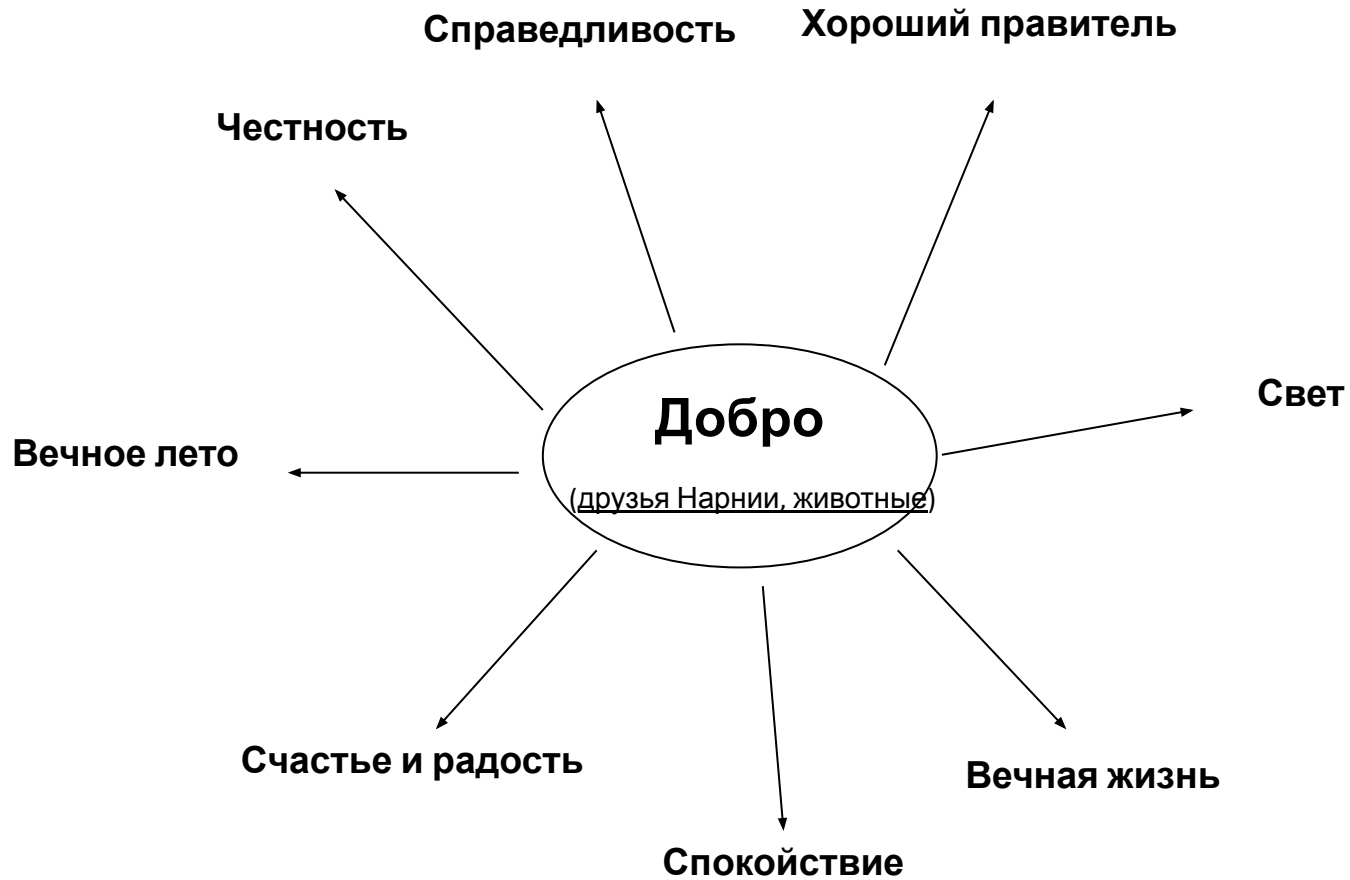 Справедливость
Хороший правитель
Честность
Свет
Добро
Вечное лето
(друзья Нарнии, животные)
Счастье и радость
Вечная жизнь
Спокойствие